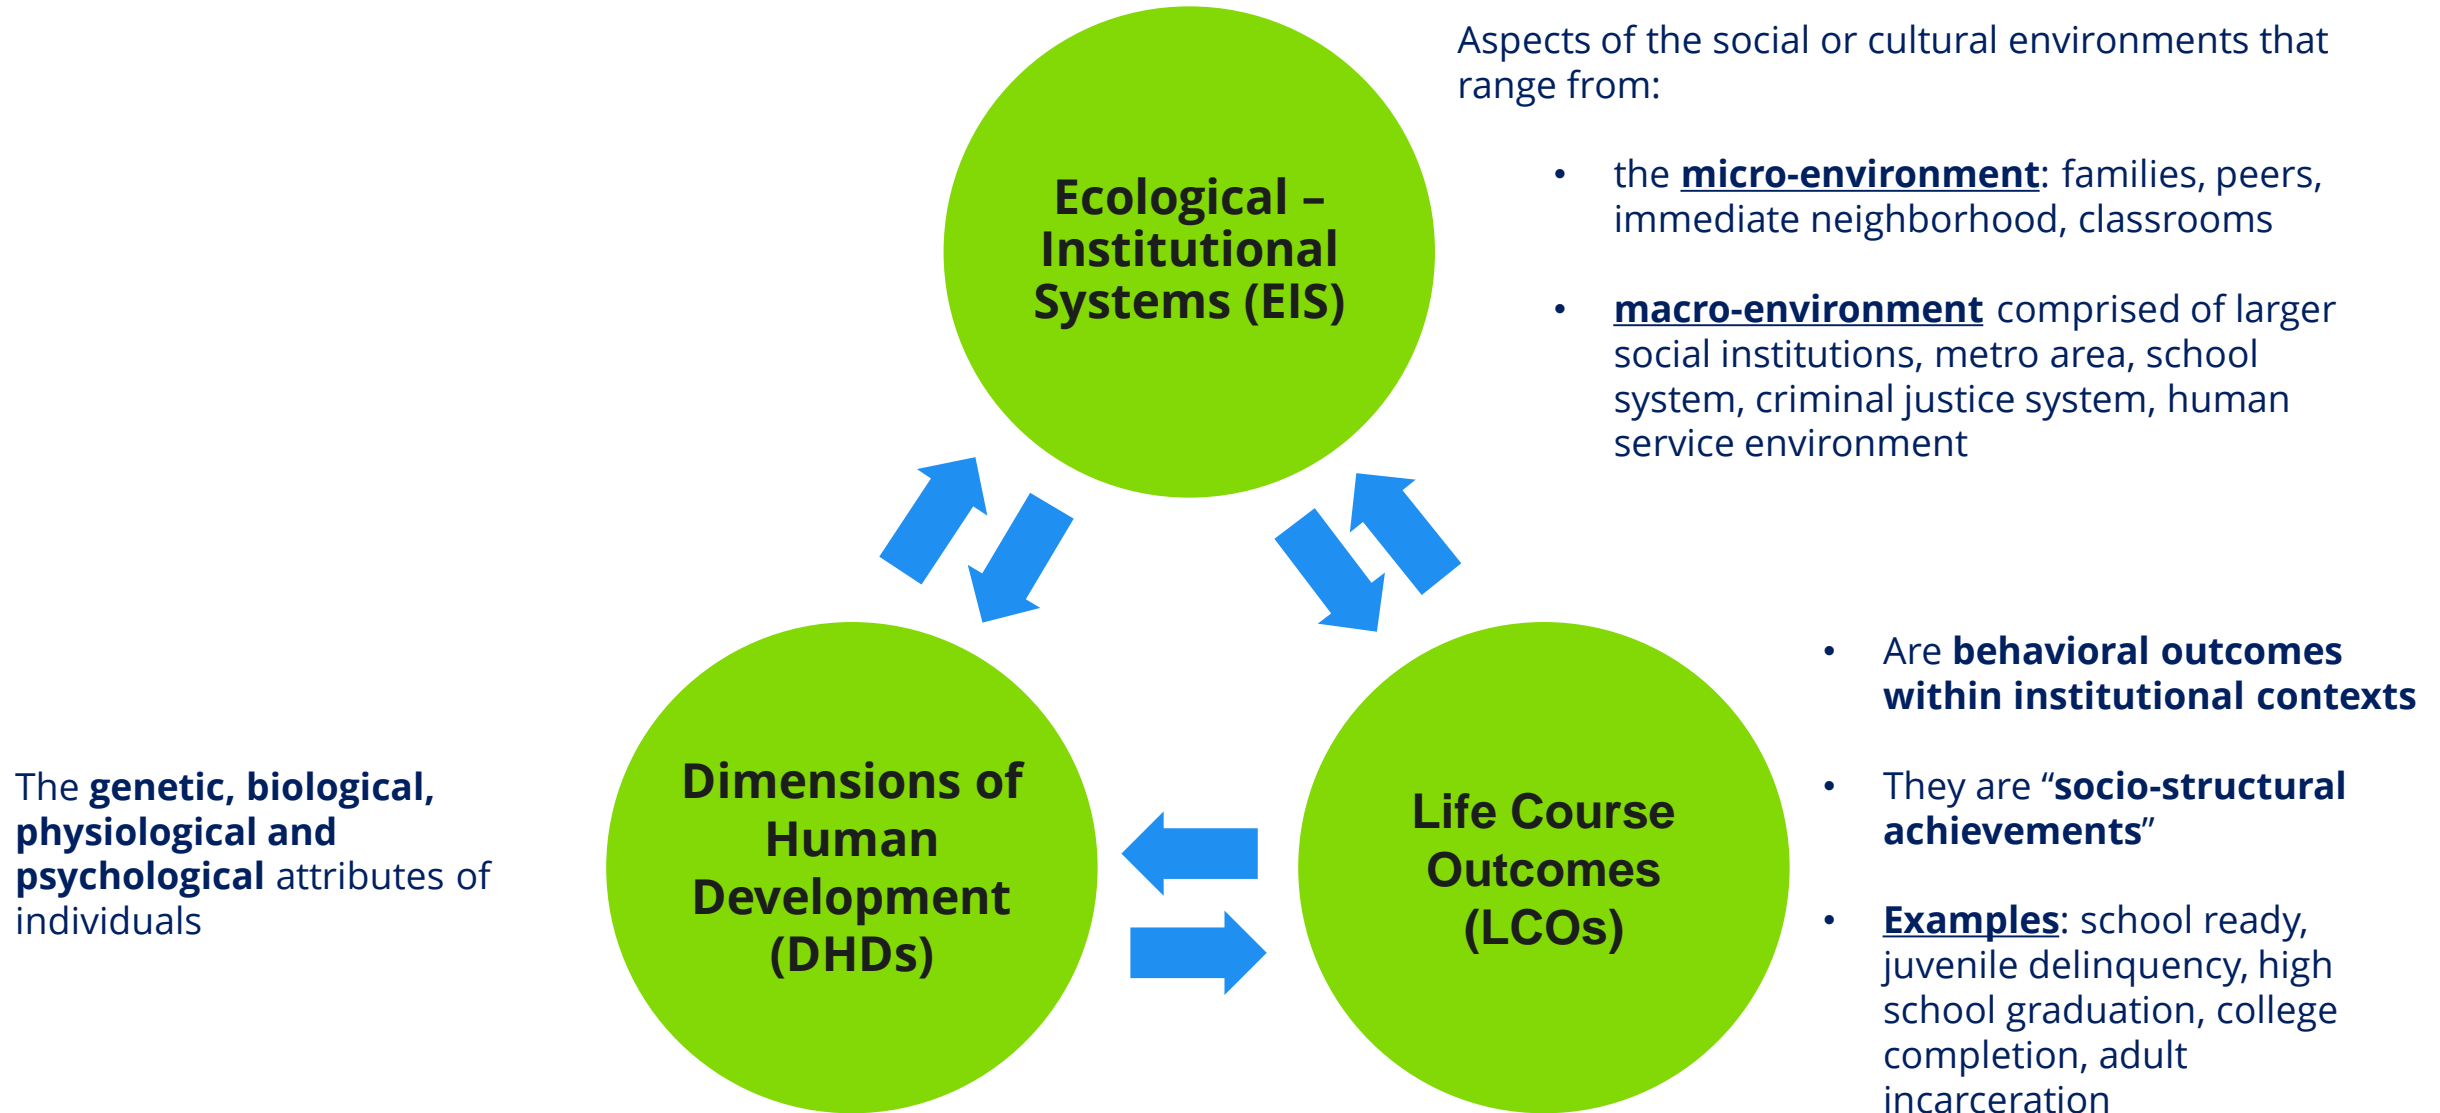 Ecological –
Institutional
Systems (EIS)
Aspects of the social or cultural environments that
range from:
• the micro-environment: families, peers,
immediate neighborhood, classrooms
• macro-environment comprised of larger
social institutions, metro area, school
system, criminal justice system, human
service environment
The genetic, biological,
physiological and
psychological attributes of
individuals
Dimensions of
Human
Development
(DHDs)
Life Course
Outcomes
(LCOs)
• Are behavioral outcomes
within institutional contexts
• They are “socio-structural
achievements”
• Examples: school ready,
juvenile delinquency, high
school graduation, college
completion, adult
incarceration